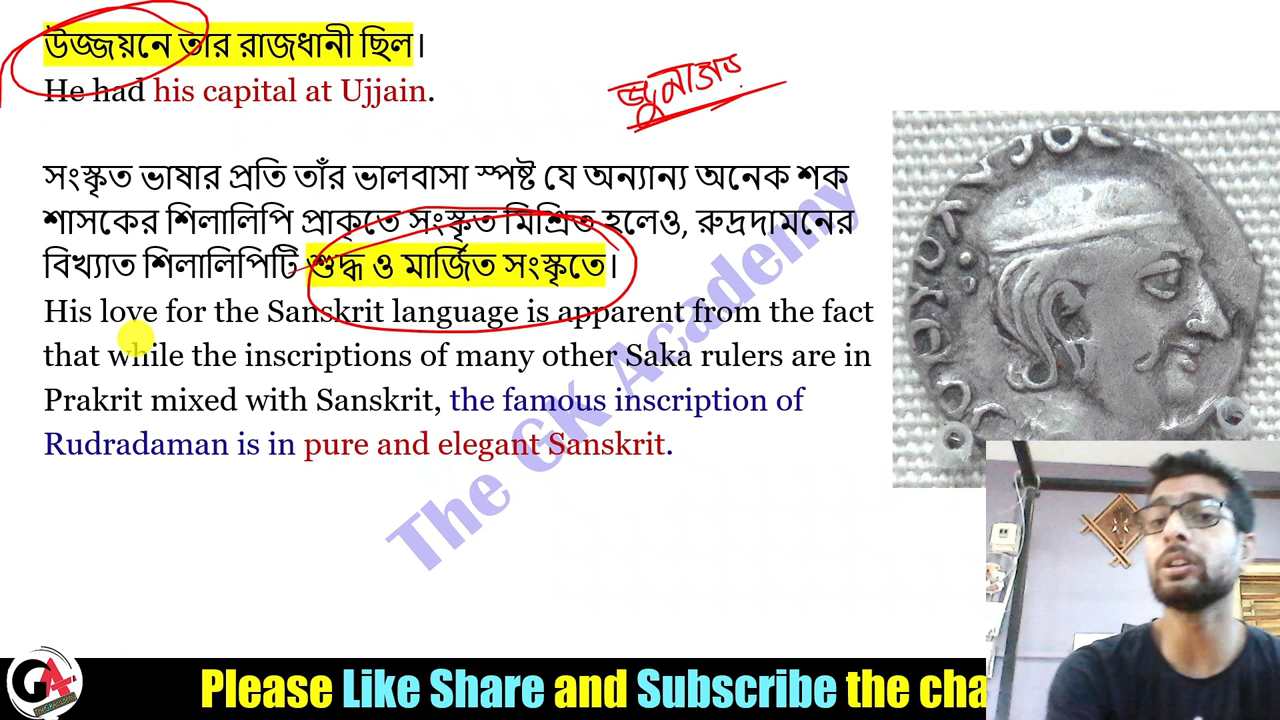 উজ্জয়নে তার রাজধানী ছিল।
He had his capital at Ujjain.
জুনাগড়
সংস্কৃত ভাষার প্রতি তাঁর ভালবাসা স্পষ্ট যে অন্যান্য অনেক শক
শাসকের শিলালিপি প্রাকৃতে সংস্কৃত মিশ্রিত হলেও, রুদ্রদামনের
বিখ্যাত শিলালিপিটি শুদ্ধ ও মার্জিত সংস্কৃতে।
His love for the Sanskrit language is apparent from the fact
that while the inscriptions of many other Saka rulers are in
Prakrit mixed with Sanskrit, the famous inscription of
Rudradaman is in pure and elegant Sanskrit.
The GK Academy
Please Like Share and Subscribe the cha